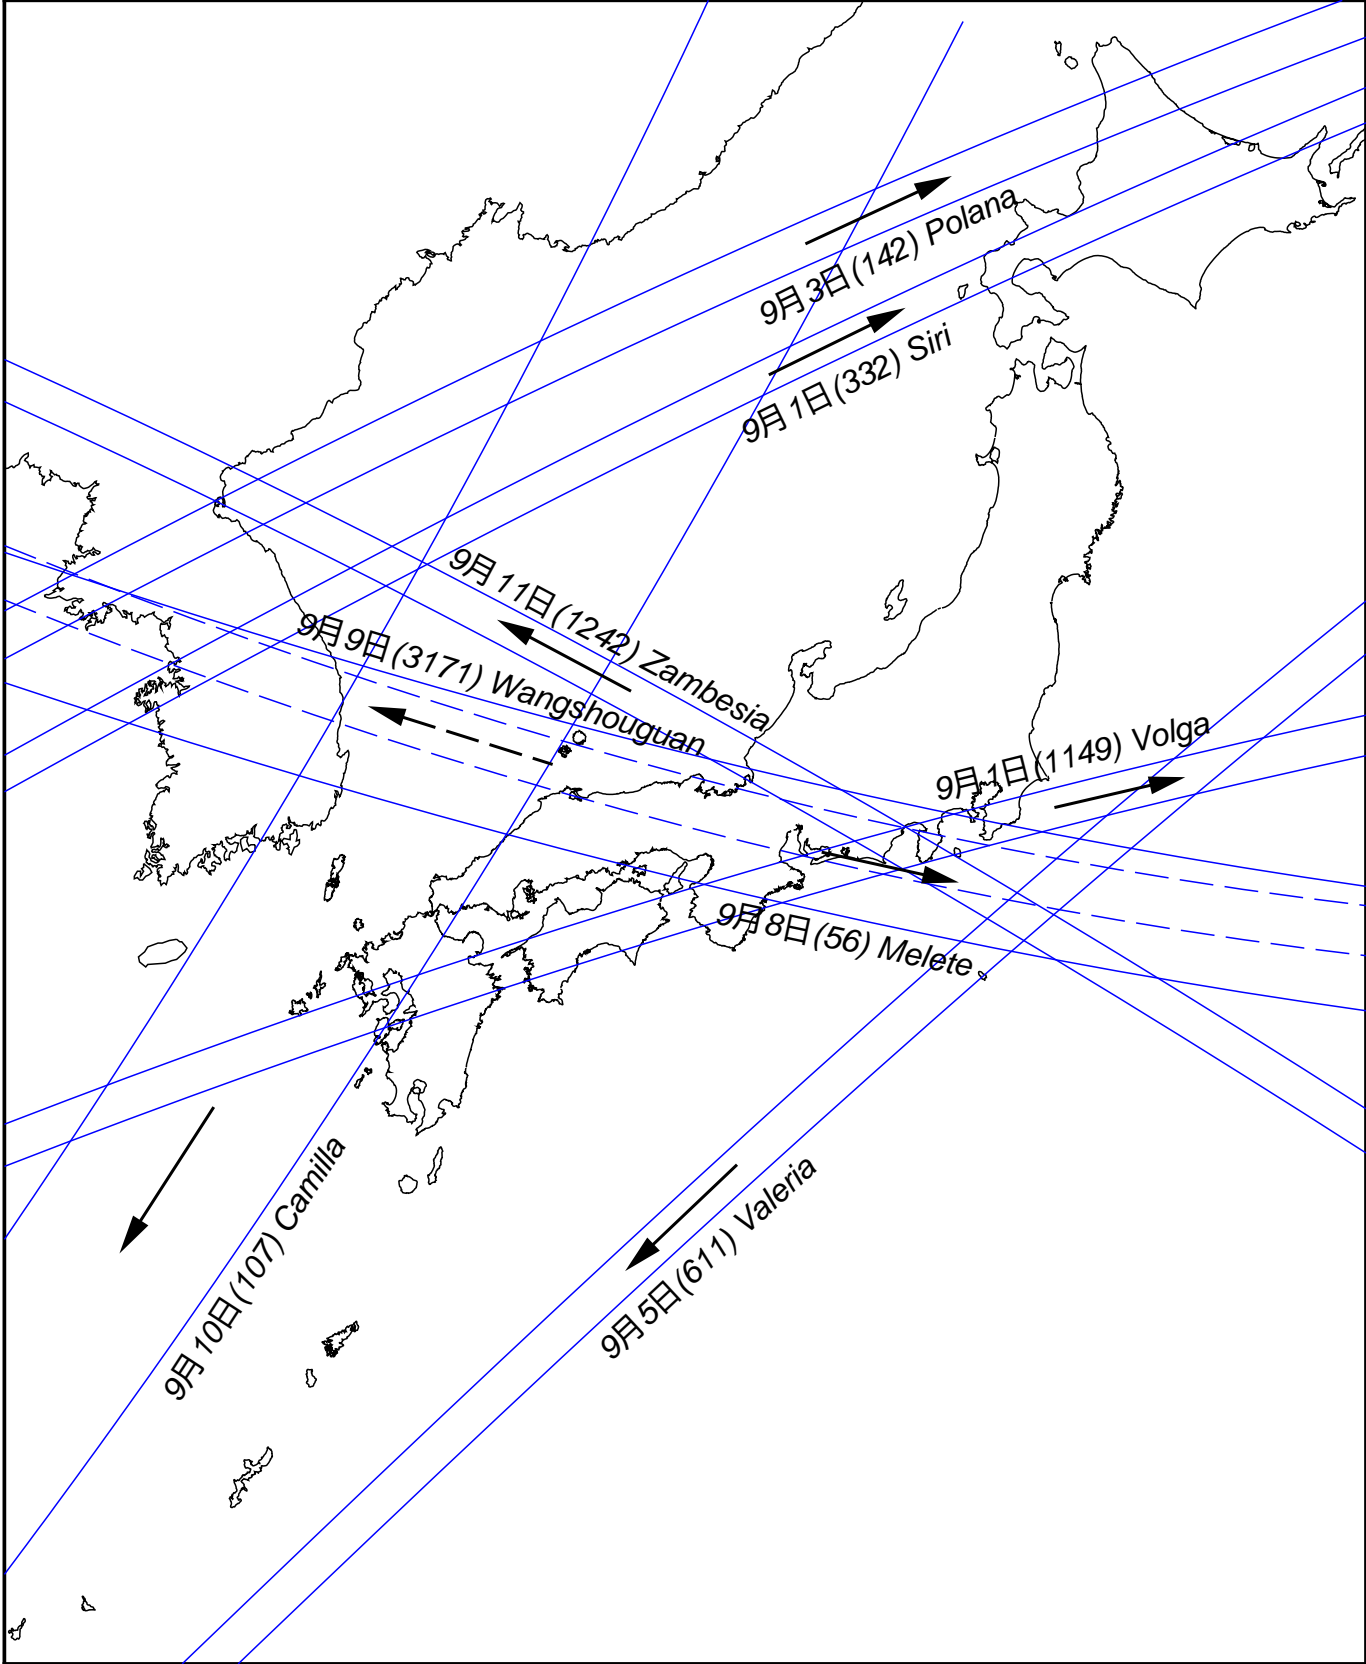 9月3日(142) Polana
9月1日(332) Siri
9月11日(1242) Zambesia
9月9日(3171) Wangshouguan
9月1日(1149) Volga
9月8日(56) Melete
9月10日(107) Camilla
9月5日(611) Valeria